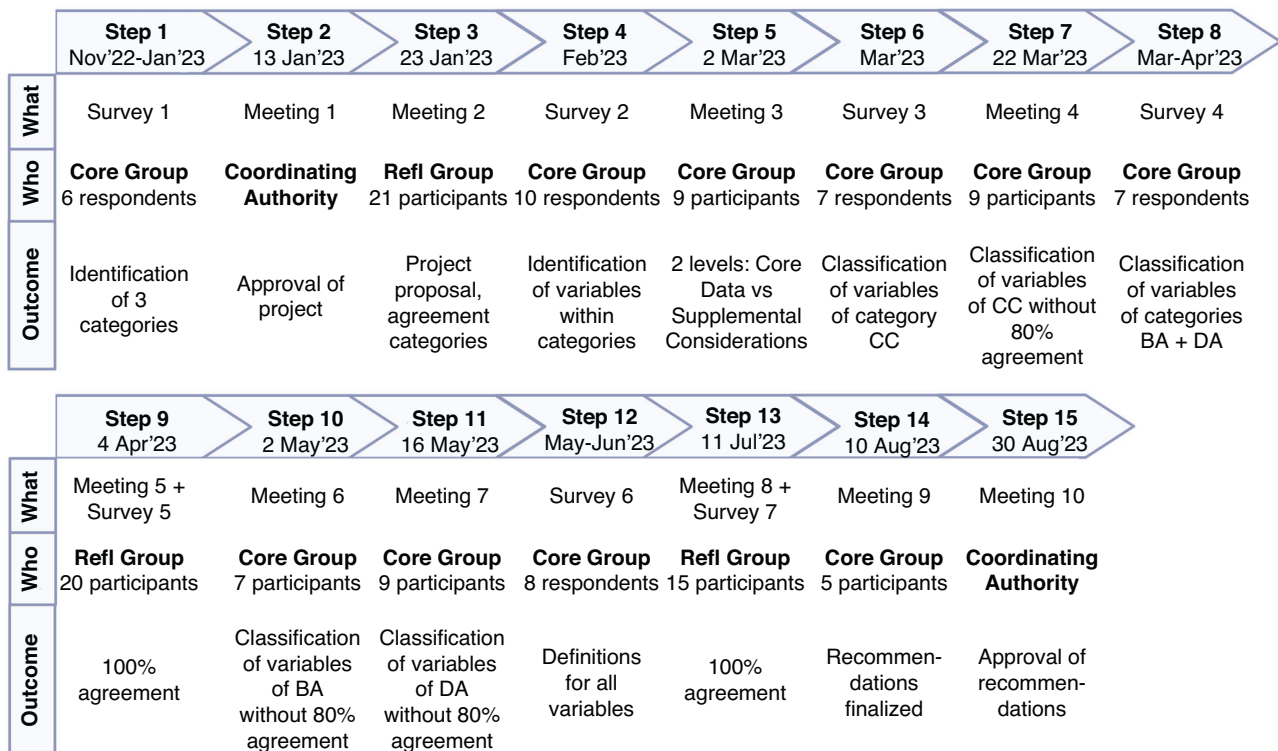 Step 1
Nov'22-Jan'23
Step 2
13 Jan'23
Step 3
23 Jan'23
Step 4
Feb'23
Step 5
2 Mar'23
Step 6
Mar'23
Step 7
22 Mar'23
Step 8
Mar-Apr'23
What
Survey 1
Meeting 1
Meeting 2
Survey 2
Meeting 3
Survey 3
Meeting 4
Survey 4
Who
Core Group
6 respondents
Coordinating
Authority
Refl Group
21 participants
Core Group
10 respondents
Core Group
9 participants
Core Group
7 respondents
Core Group
9 participants
Core Group
7 respondents
Outcome
Identification
of 3
categories
Approval of
project
Project
proposal,
agreement
categories
Identification
of variables
within
categories
2 levels: Core
Data vs
Supplemental
Considerations
Classification
of variables
of category
CC
Classification
of variables
of CC without
80%
agreement
Classification
of variables
of categories
BA + DA
Step 9
4 Apr'23
Step 10
2 May'23
Step 11
16 May'23
Step 12
May-Jun'23
Step 13
11 Jul'23
Step 14
10 Aug'23
Step 15
30 Aug'23
What
Meeting 5 +
Survey 5
Meeting 6
Meeting 7
Survey 6
Meeting 8 +
Survey 7
Meeting 9
Meeting 10
Who
Refl Group
20 participants
Core Group
7 participants
Core Group
9 participants
Core Group
8 respondents
Refl Group
15 participants
Core Group
5 participants
Coordinating
Authority
Outcome
100%
agreement
Classification
of variables
of BA
without 80%
agreement
Classification
of variables
of DA
without 80%
agreement
Definitions
for all
variables
100%
agreement
Recommen-
dations
finalized
Approval of
recommen-
dations